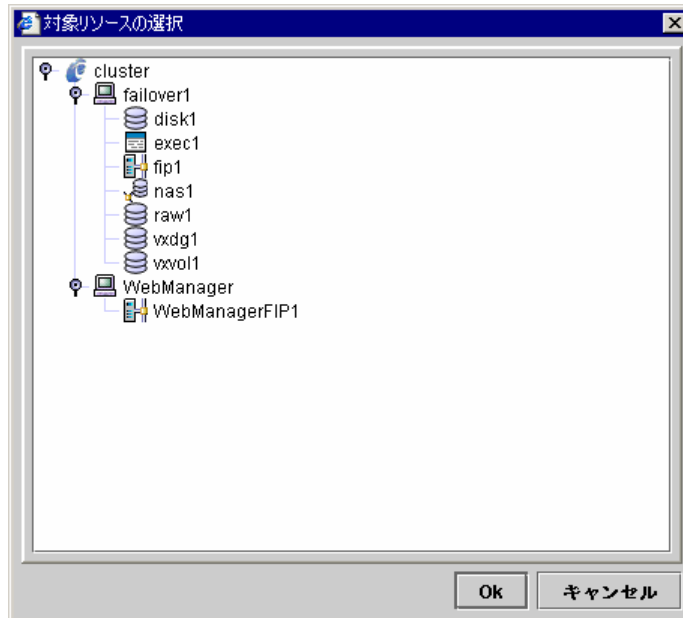 対象リソースの選択
cluster
failover1
disk1
exec1
fip1
nas1
raw1
vxdg1
vxvol1
WebManager
WebManagerFIP1
Ok キャンセル